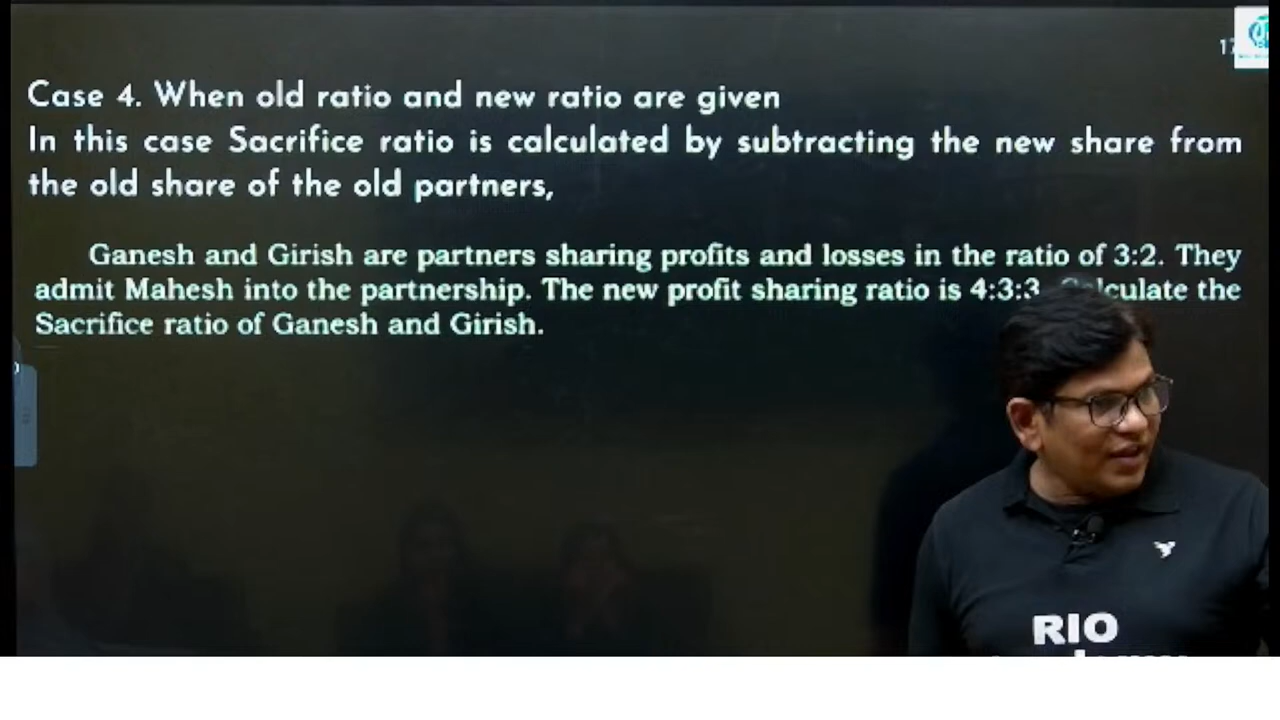 17
Case 4. When old ratio and new ratio are given
In this case Sacrifice ratio is calculated by subtracting the new share from
the old share of the old partners,
Ganesh and Girish are partners sharing profits and losses in the ratio of 3:2. They
admit Mahesh into the partnership. The new profit sharing ratio is 4:3:3. Calculate the
Sacrifice ratio of Ganesh and Girish.
RIO